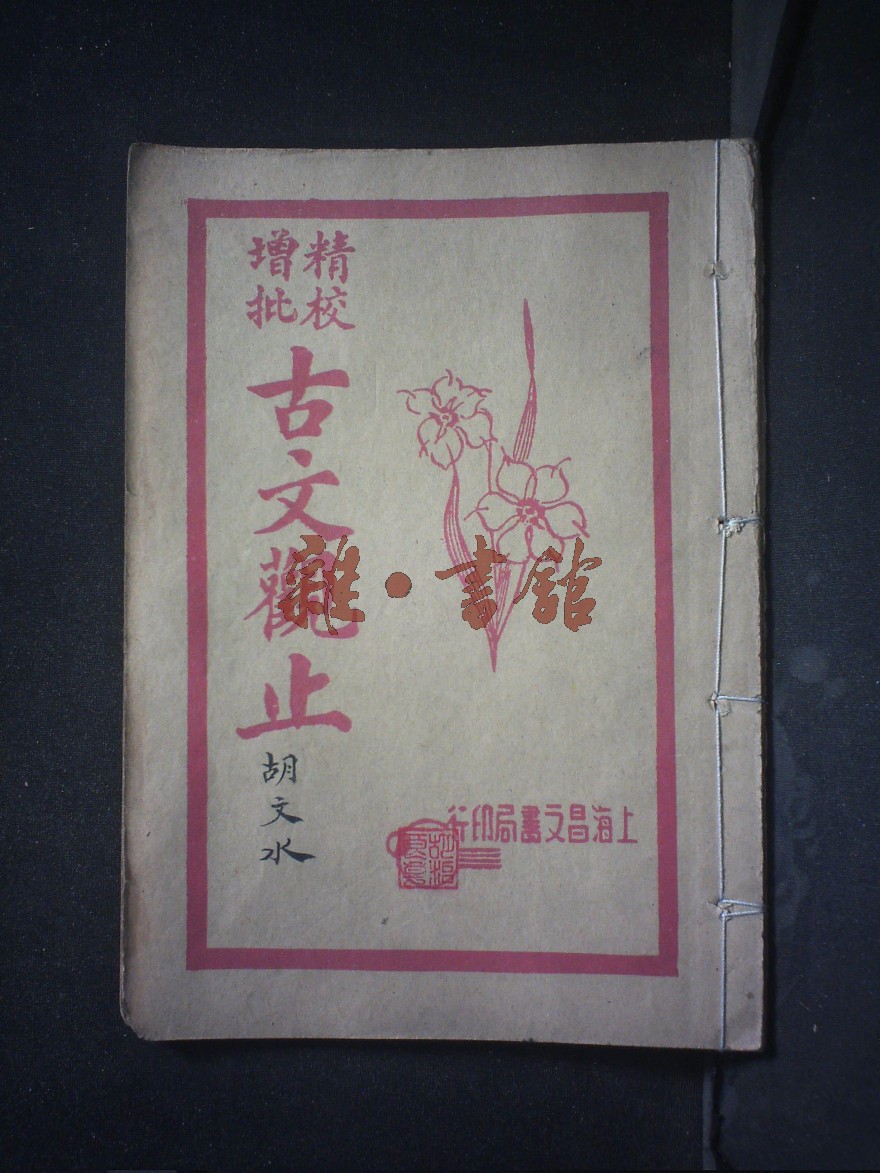 精校
增批
古文觀止
胡文水
上海昌文書局印行
雜·書館